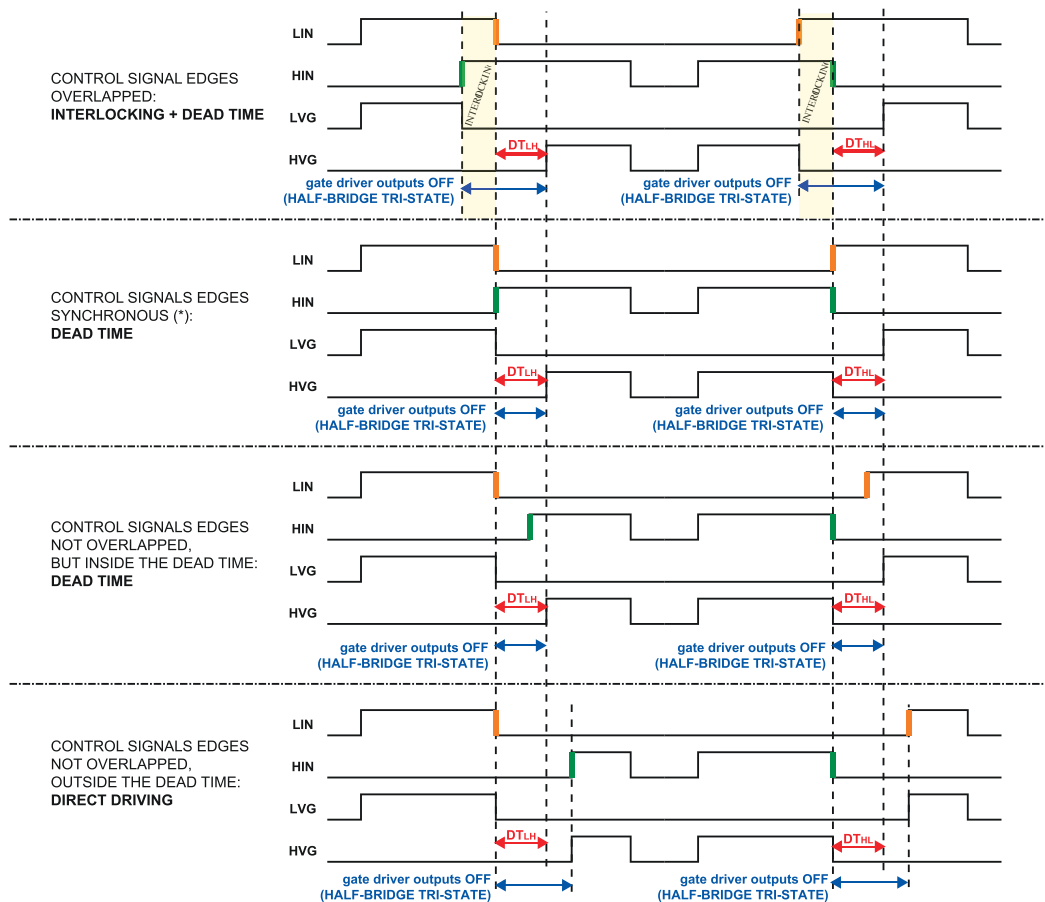 LIN
HIN
INTERLOCKING
INTERLOCKING
CONTROL SIGNAL EDGES
OVERLAPPED:
INTERLOCKING + DEAD TIME
LVG
DTLH
DTHL
HVG
gate driver outputs OFF
(HALF-BRIDGE TRI-STATE)
gate driver outputs OFF
(HALF-BRIDGE TRI-STATE)
LIN
CONTROL SIGNALS EDGES
SYNCHRONOUS (*):
DEAD TIME
HIN
LVG
DTLH
DTHL
HVG
gate driver outputs OFF
(HALF-BRIDGE TRI-STATE)
gate driver outputs OFF
(HALF-BRIDGE TRI-STATE)
LIN
HIN
CONTROL SIGNALS EDGES
NOT OVERLAPPED,
BUT INSIDE THE DEAD TIME:
DEAD TIME
LVG
DTLH
DTHL
HVG
gate driver outputs OFF
(HALF-BRIDGE TRI-STATE)
gate driver outputs OFF
(HALF-BRIDGE TRI-STATE)
LIN
CONTROL SIGNALS EDGES
NOT OVERLAPPED,
OUTSIDE THE DEAD TIME:
DIRECT DRIVING
HIN
LVG
DTLH
DTHL
HVG
gate driver outputs OFF
(HALF-BRIDGE TRI-STATE)
gate driver outputs OFF
(HALF-BRIDGE TRI-STATE)